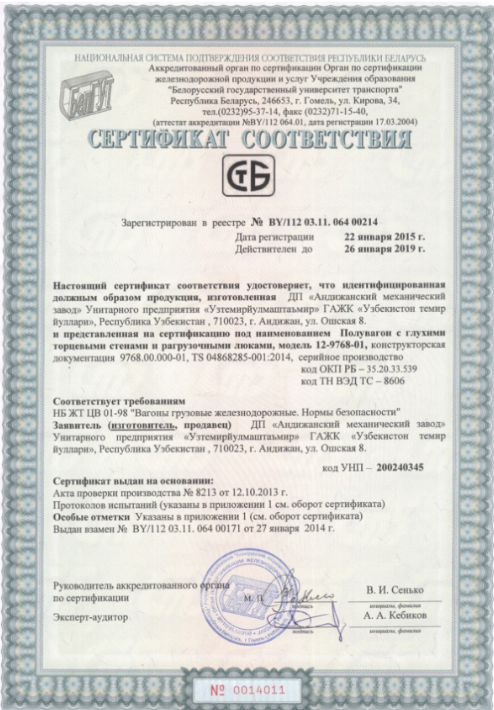 НАЦИОНАЛЬНАЯ СИСТЕМА ПОДТВЕРЖДЕНИЯ СООТВЕТСТВИЯ РЕСПУБЛИКИ БЕЛАРУСЬ
Аккредитованный орган по сертификации Орган по сертификации
железнодорожной продукции и услуг Учреждения образования
"Белорусский государственный университет транспорта"
Республика Беларусь, 246653, г. Гомель, ул. Кирова, 34,
тел.(0232)95-37-14, факс (0232)71-15-40,
(аттестат аккредитации №BY/112 064.01, дата регистрации 17.03.2004)
БелГУТ
СЕРТИФИКАТ СООТВЕТСТВИЯ
СТБ
Зарегистрирован в реестре № BY/112 03.11. 064 00214
Дата регистрации 22 января 2015 г.
Действителен до 26 января 2019 г.
Настоящий сертификат соответствия удостоверяет, что идентифицированная
должным образом продукция, изготовленная ДП «Андижанский механический
завод» Унитарного предприятия «Узтемирйулмаштаъмир» ГАЖК «Узбекистон темир
йуллари», Республика Узбекистан , 710023, г. Андижан, ул. Ошская 8.
и представленная на сертификацию под наименованием Полувагон с глухими
торцевыми стенами и рагрузочными люками, модель 12-9768-01, конструкторская
документация 9768.00.000-01, TS 04868285-001:2014, серийное производство
код ОКП РБ – 35.20.33.539
код ТН ВЭД ТС – 8606
Соответствует требованиям
НБ ЖТ ЦВ 01-98 "Вагоны грузовые железнодорожные. Нормы безопасности"
Заявитель (изготовитель, продавец) ДП «Андижанский механический завод»
Унитарного предприятия «Узтемирйулмаштаъмир» ГАЖК «Узбекистон темир
йуллари», Республика Узбекистан , 710023, г. Андижан, ул. Ошская 8.
код УНП – 200240345
Сертификат выдан на основании:
Акта проверки производства № 8213 от 12.10.2013 г.
Протоколов испытаний (указаны в приложении 1 см. оборот сертификата)
Особые отметки Указаны в приложении 1 (см. оборот сертификата)
Выдан взамен № BY/112 03.11. 064 00171 от 27 января 2014 г.
Руководитель аккредитованного органа
по сертификации М. П. В. И. Сенько
подпись инициалы, фамилия
Эксперт-аудитор А. А. Кебиков
подпись инициалы, фамилия
№ 0014011